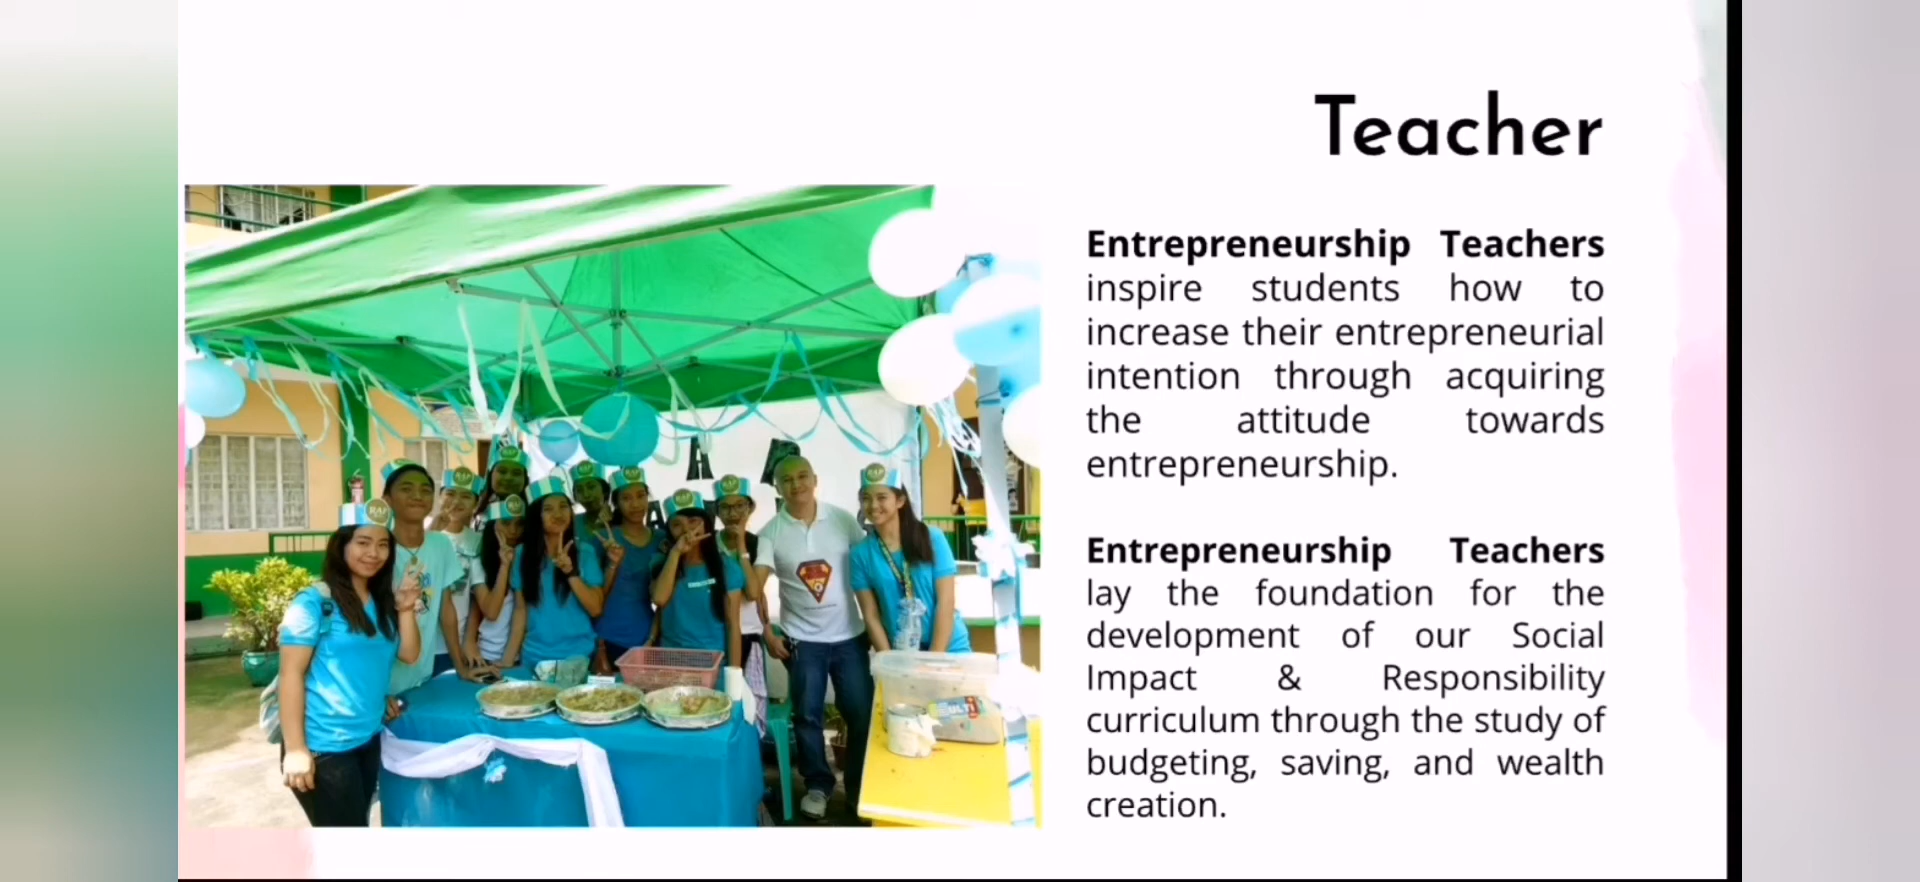 Teacher
Entrepreneurship Teachers
inspire students how to
increase their entrepreneurial
intention through acquiring
the attitude towards
entrepreneurship.
Entrepreneurship Teachers
lay the foundation for the
development of our Social
Impact & Responsibility
curriculum through the study of
budgeting, saving, and wealth
creation.
RAP
ULTI